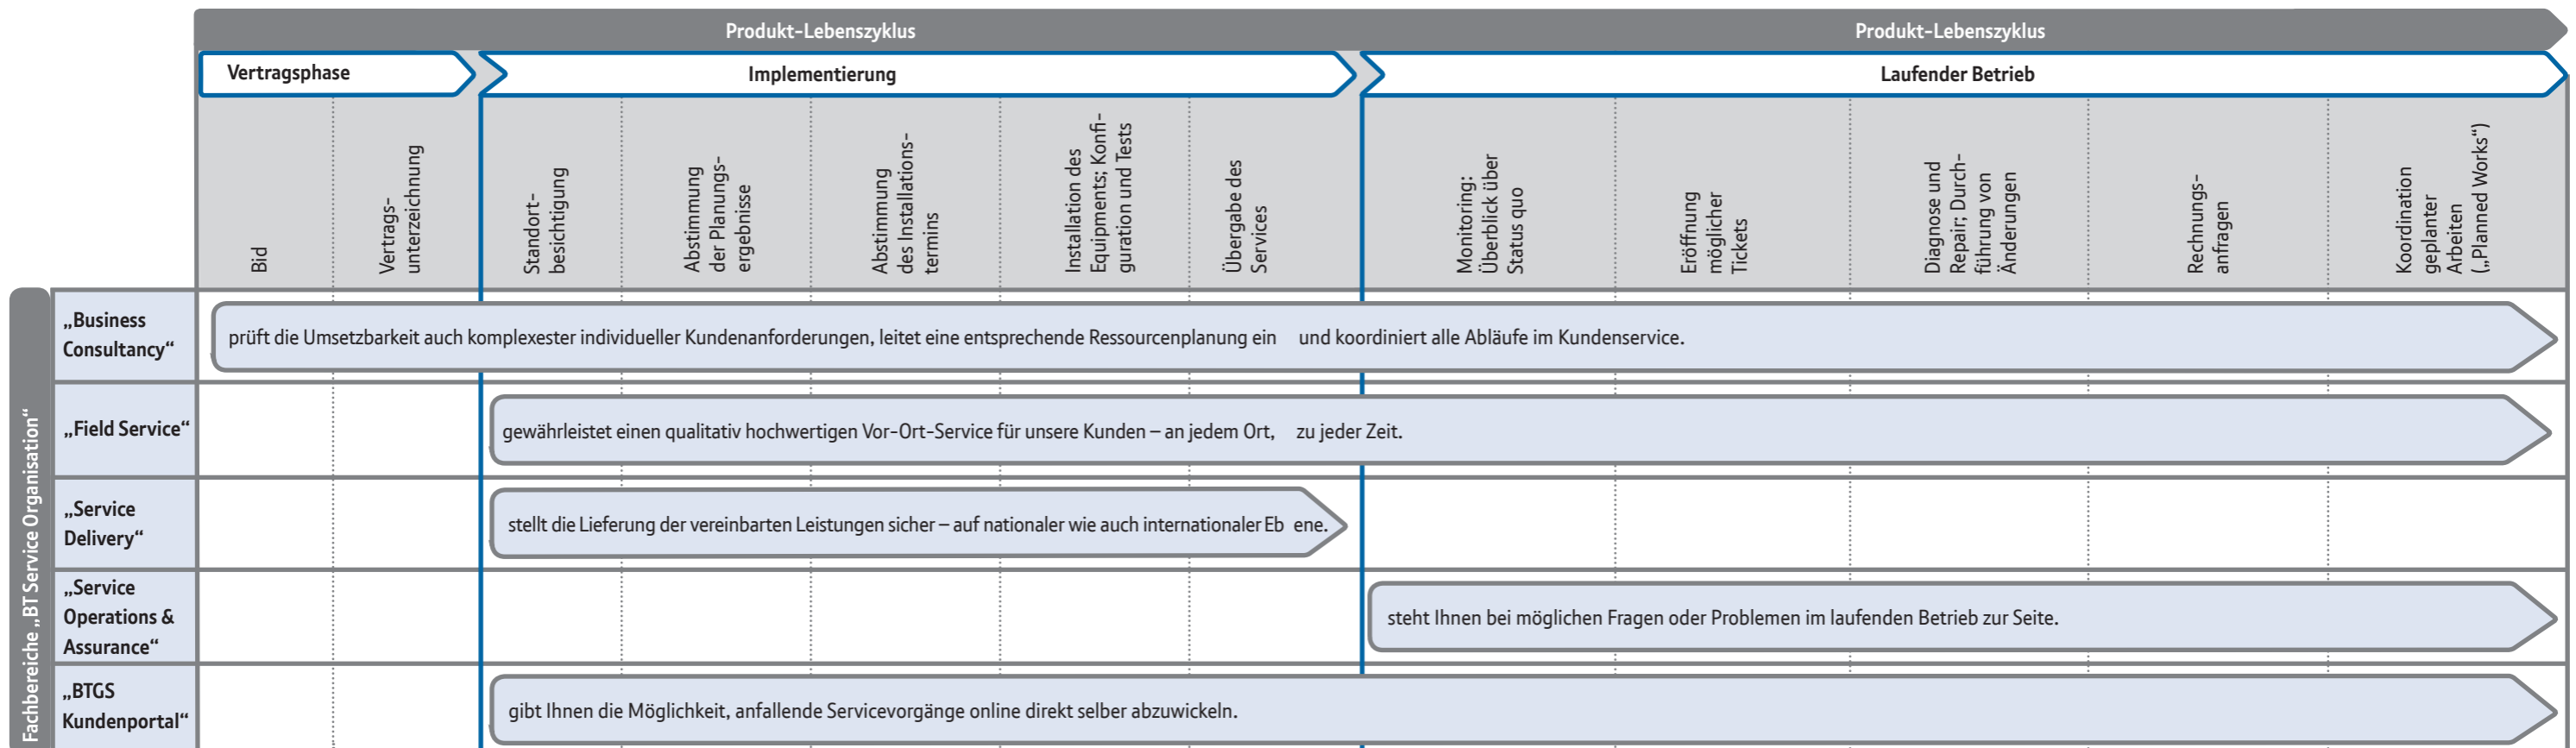 Produkt-Lebenszyklus Produkt-Lebenszyklus
Vertragsphase Implementierung Laufender Betrieb
Bid
Vertrags-
unterzeichnung
Standort-
besichtigung
Abstimmung
der Planungs-
ergebnisse
Abstimmung
des Installations-
termins
Installation des
Equipments; Konfi-
guration und Tests
Übergabe des
Services
Monitoring:
Überblick über
Status quo
Eröffnung
möglicher
Tickets
Diagnose und
Repair; Durch-
führung von
Änderungen
Rechnungs-
anfragen
Koordination
geplanter
Arbeiten
(„Planned Works“)
Fachbereiche „BT Service Organisation“
„Business
Consultancy“
prüft die Umsetzbarkeit auch komplexester individueller Kundenanforderungen, leitet eine entsprechende Ressourcenplanung ein und koordiniert alle Abläufe im Kundenservice.
„Field Service“
gewährleistet einen qualitativ hochwertigen Vor-Ort-Service für unsere Kunden – an jedem Ort, zu jeder Zeit.
„Service
Delivery“
stellt die Lieferung der vereinbarten Leistungen sicher – auf nationaler wie auch internationaler Eb ene.
„Service
Operations &
Assurance“
steht Ihnen bei möglichen Fragen oder Problemen im laufenden Betrieb zur Seite.
„BTGS
Kundenportal“
gibt Ihnen die Möglichkeit, anfallende Servicevorgänge online direkt selber abzuwickeln.